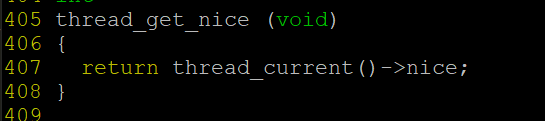 405 thread_get_nice (void)
406 {
407   return thread_current()->nice;
408 }
409